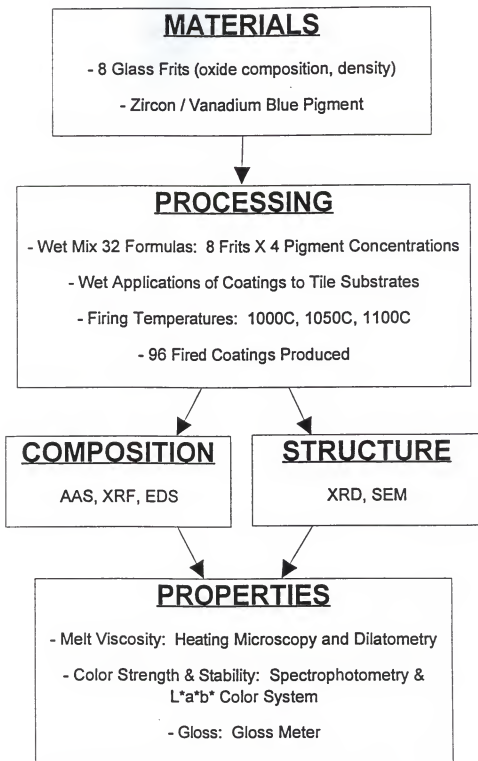 MATERIALS
- 8 Glass Frits (oxide composition, density)
- Zircon / Vanadium Blue Pigment
PROCESSING
- Wet Mix 32 Formulas: 8 Frits X 4 Pigment Concentrations
- Wet Applications of Coatings to Tile Substrates
- Firing Temperatures: 1000C, 1050C, 1100C
- 96 Fired Coatings Produced
COMPOSITION
AAS, XRF, EDS
STRUCTURE
XRD, SEM
PROPERTIES
- Melt Viscosity: Heating Microscopy and Dilatometry
- Color Strength & Stability: Spectrophotometry &
L*a*b* Color System
- Gloss: Gloss Meter